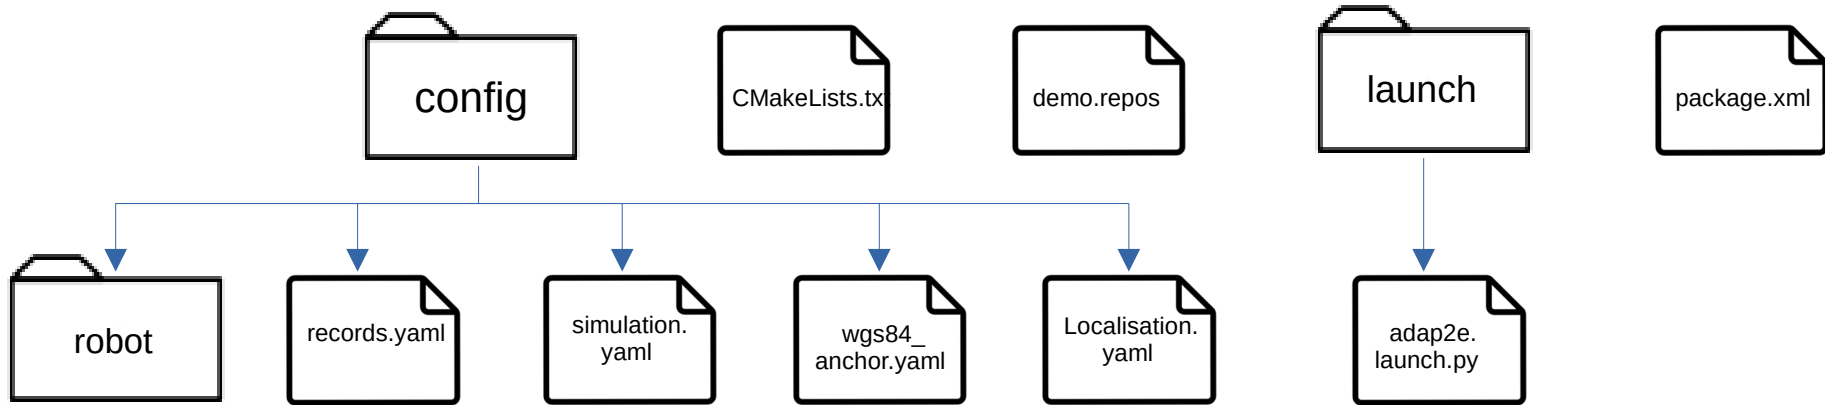 config
CMakeLists.txt
demo.repos
launch
package.xml
robot
records.yaml
simulation.
yaml
wgs84_
anchor.yaml
Localisation.
yaml
adap2e.
launch.py